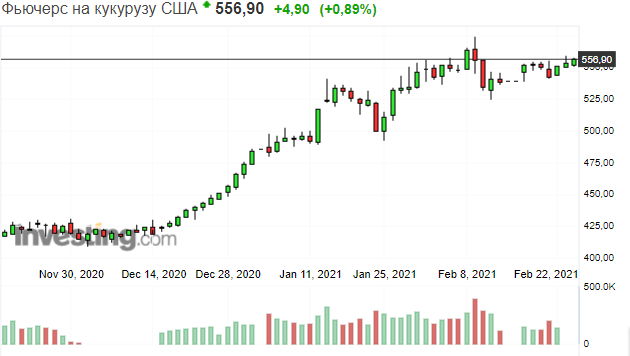 Фьючерс на кукурузу США 556,90 +4,90 (+0,89%)
556,90
550,00
525,00
500,00
475,00
450,00
425,00
Investing.com
400,00
Nov 30, 2020 Dec 14, 2020 Dec 28, 2020 Jan 11, 2021 Jan 25, 2021 Feb 8, 2021 Feb 22, 2021
500.0K
0